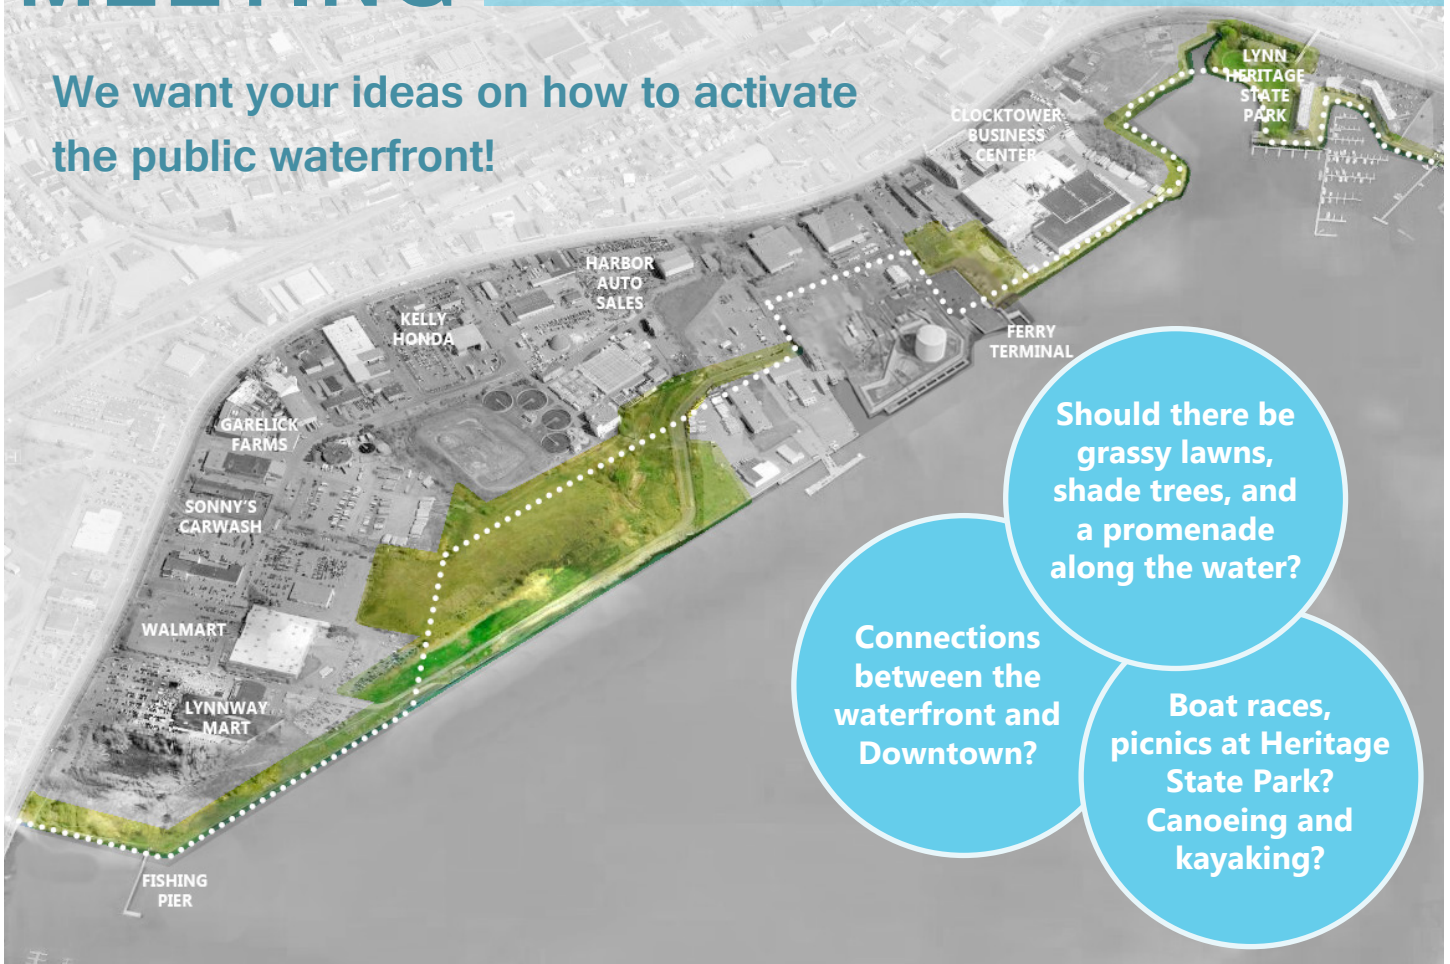 MEETING
We want your ideas on how to activate
the public waterfront!
LYNN
HERITAGE
STATE
PARK
CLOCKTOWER
BUSINESS
CENTER
HARBOR
AUTO
SALES
KELLY
HONDA
FERRY
TERMINAL
GARELICK
FARMS
SONNY'S
CARWASH
WALMART
LYNNWAY
MART
FISHING
PIER
Should there be
grassy lawns,
shade trees, and
a promenade
along the water?
Connections
between the
waterfront and
Downtown?
Boat races,
picnics at Heritage
State Park?
Canoeing and
kayaking?